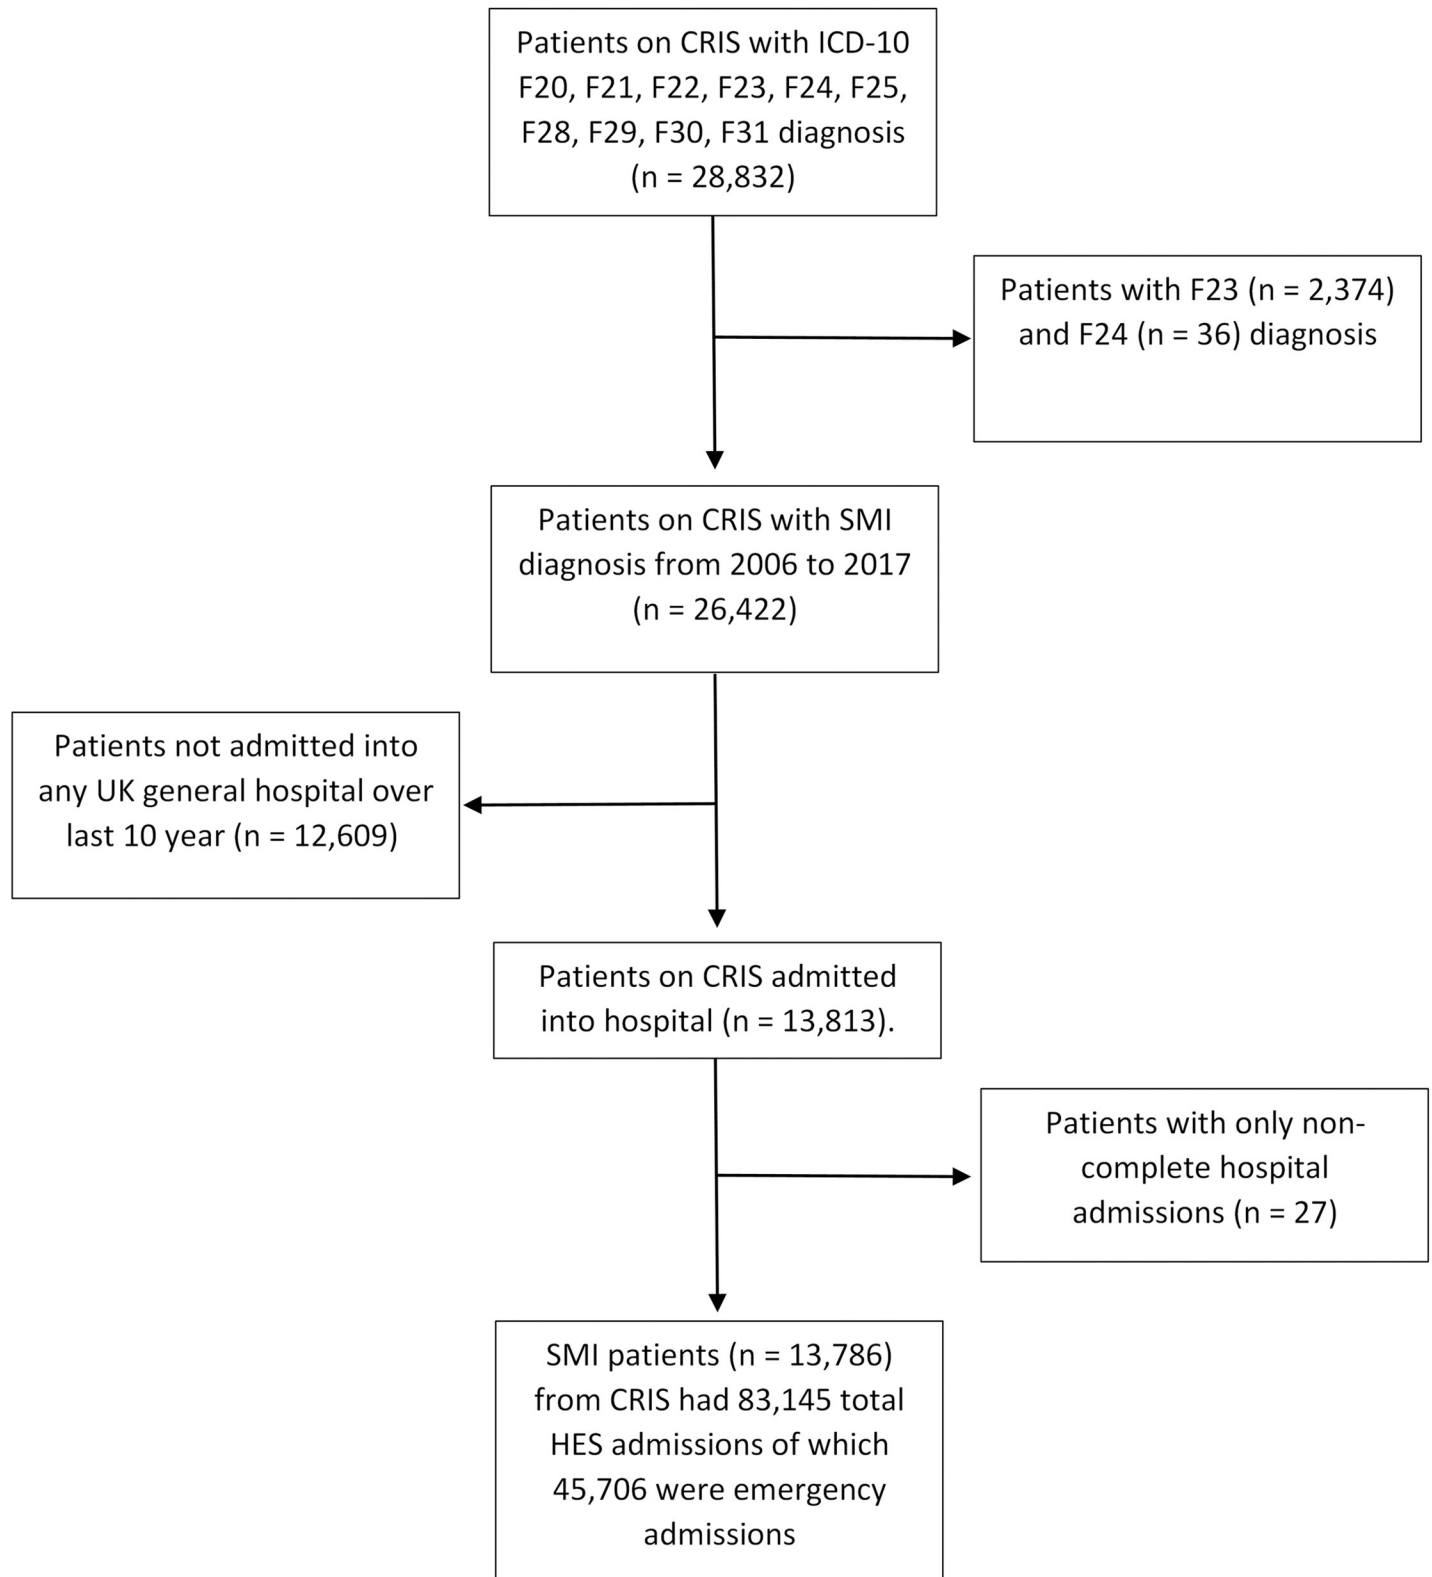 Patients on CRIS with ICD-10
F20, F21, F22, F23, F24, F25,
F28, F29, F30, F31 diagnosis
(n = 28,832)
Patients with F23 (n = 2,374)
and F24 (n = 36) diagnosis
Patients on CRIS with SMI
diagnosis from 2006 to 2017
(n = 26,422)
Patients not admitted into
any UK general hospital over
last 10 year (n = 12,609)
Patients on CRIS admitted
into hospital (n = 13,813).
Patients with only non-
complete hospital
admissions (n = 27)
SMI patients (n = 13,786)
from CRIS had 83,145 total
HES admissions of which
45,706 were emergency
admissions